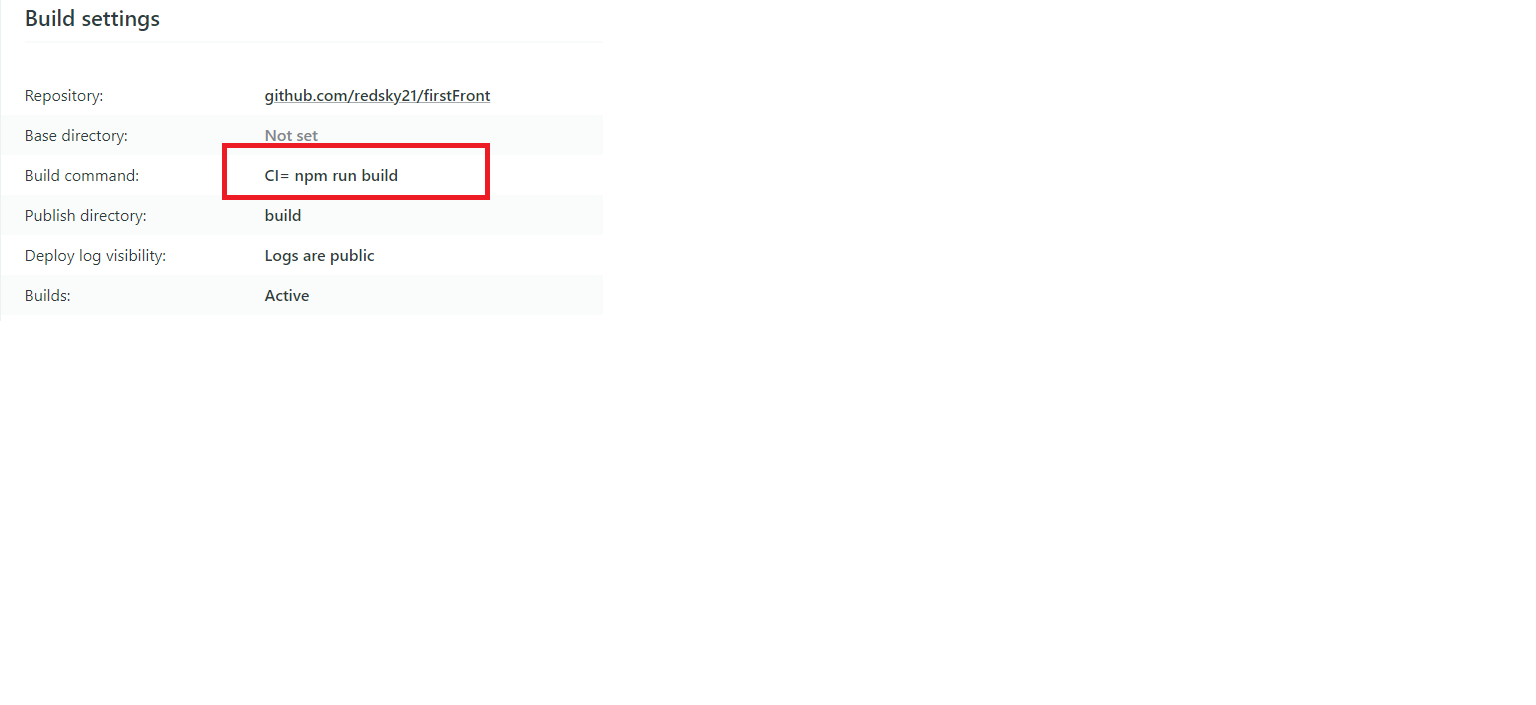 Build settings
Repository: github.com/redsky21/firstFront
Base directory: Not set
Build command: CI= npm run build
Publish directory: build
Deploy log visibility: Logs are public
Builds: Active